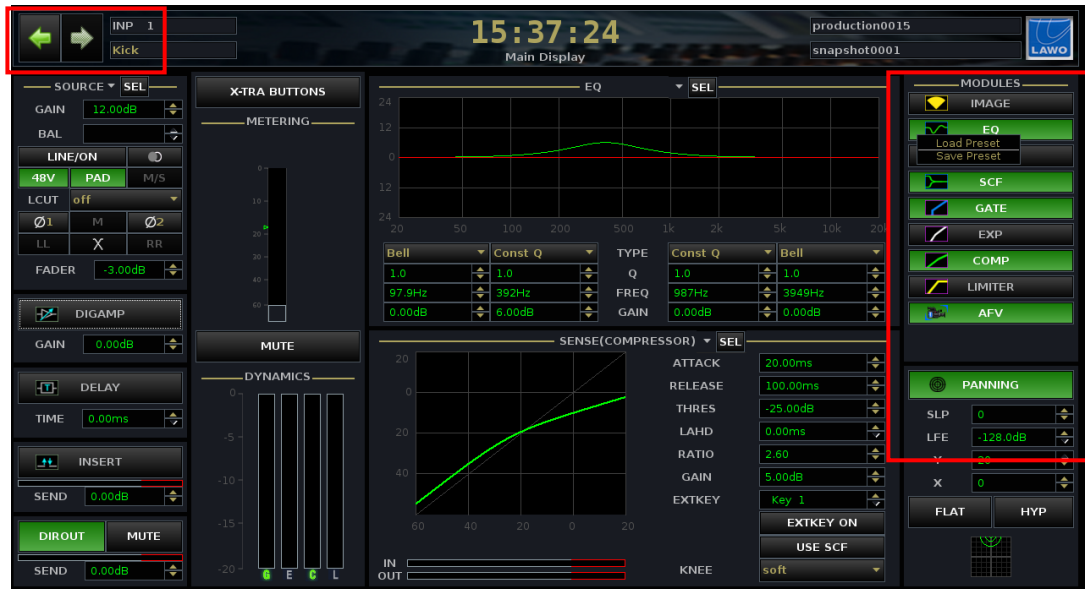 INP 1
Kick
15:37:24
Main Display
production0015
snapshot0001
LAWO
SOURCE SEL
GAIN 12.00dB
BAL
LINE/ON
48V PAD M/S
LCUT off
Ø1 M Ø2
LL X RR
FADER -3.00dB
DIGAMP
GAIN 0.00dB
DELAY
TIME 0.00ms
INSERT
SEND 0.00dB
DIROUT MUTE
SEND 0.00dB
X-TRA BUTTONS
METERING
0
10
20
30
40
60
MUTE
DYNAMICS
0
-5
-10
-15
-20
G E C L
EQ SEL
24
12
0
12
24
20 50 100 200 500 1k 2k 5k 10k 20
Bell Const Q TYPE Const Q Bell
1.0 1.0 Q 1.0 1.0
97.9Hz 392Hz FREQ 987Hz 3949Hz
0.00dB 6.00dB GAIN 0.00dB 0.00dB
SENSE(COMPRESSOR) SEL
20
0
20
40
60 40 20 0 20
ATTACK 20.00ms
RELEASE 100.00ms
THRES -25.00dB
LAHD 0.00ms
RATIO 2.60
GAIN 5.00dB
EXTKEY Key 1
EXTKEY ON
USE SCF
KNEE soft
IN
OUT
MODULES
IMAGE
EQ
Load Preset
Save Preset
SCF
GATE
EXP
COMP
LIMITER
AFV
PANNING
SLP 0
LFE -128.0dB
Y -20
X 0
FLAT HYP